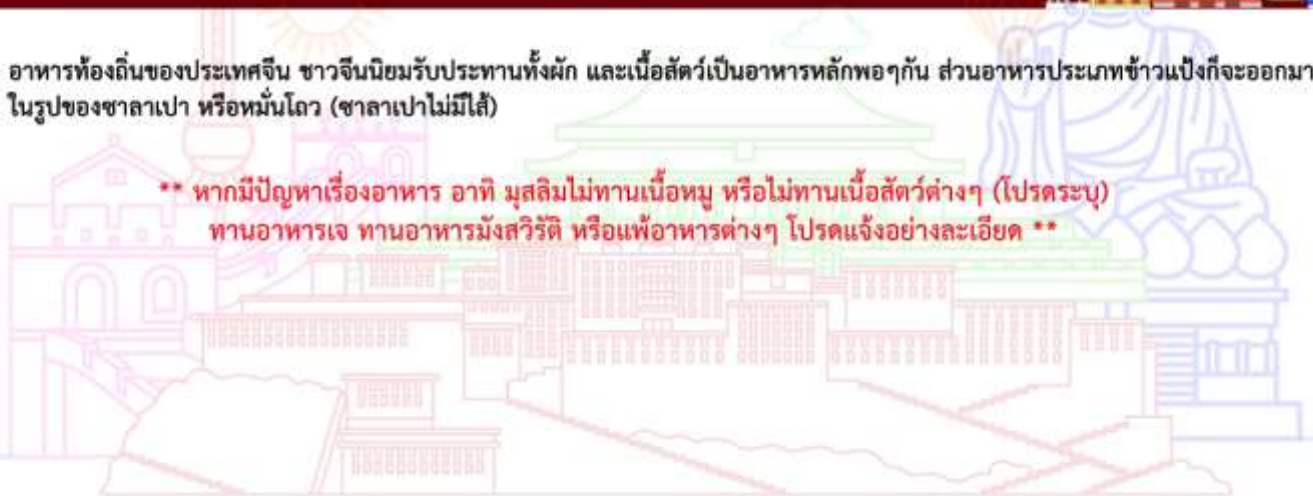 อาหารท้องถิ่นของประเทศจีน ชาวจีนนิยมรับประทานทั้งผัก และเนื้อสัตว์เป็นอาหารหลักพอๆกัน ส่วนอาหารประเภทข้าวแป้งก็จะออกมา
ในรูปของซาลาเปา หรือหมั่นโถว (ซาลาเปาไม่มีไส้)
** หากมีปัญหาเรื่องอาหาร อาทิ มุสลิมไม่ทานเนื้อหมู หรือไม่ทานเนื้อสัตว์ต่างๆ (โปรดระบุ)
ทานอาหารเจ ทานอาหารมังสวิรัติ หรือแพ้อาหารต่างๆ โปรดแจ้งอย่างละเอียด **